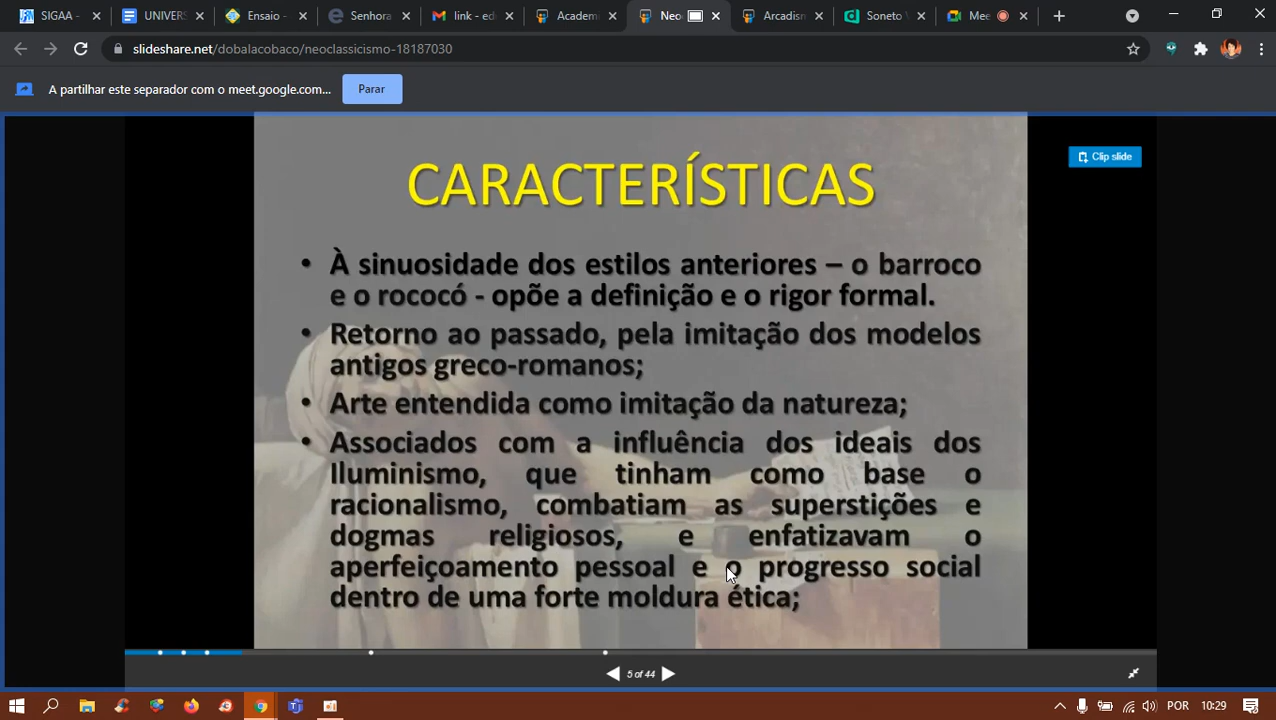 SIGAA -
UNIVERS
Ensaio -
Senhora
link - edi
Academ
Neo
Arcadism
Soneto V
Mee
slideshare.net/dobalacobaco/neoclassicismo-18187030
A partilhar este separador com o meet.google.com...
Parar
Clip slide
CARACTERÍSTICAS
• À sinuosidade dos estilos anteriores – o barroco
e o rococó - opõe a definição e o rigor formal.
• Retorno ao passado, pela imitação dos modelos
antigos greco-romanos;
• Arte entendida como imitação da natureza;
• Associados com a influência dos ideais dos
Iluminismo, que tinham como base o
racionalismo, combatiam as superstições e
dogmas religiosos, e enfatizavam o
aperfeiçoamento pessoal e o progresso social
dentro de uma forte moldura ética;
5 of 44
POR
10:29